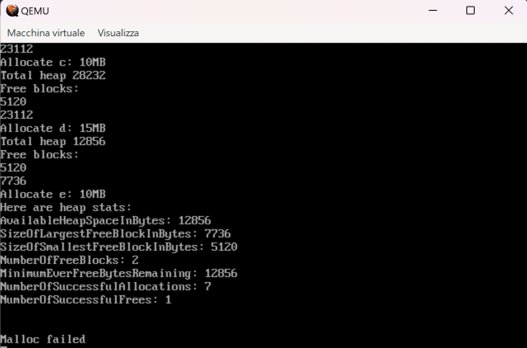 QEMU
Macchina virtuale Visualizza
23112
Allocate c: 10MB
Total heap 28232
Free blocks:
5120
23112
Allocate d: 15MB
Total heap 12856
Free blocks:
5120
7736
Allocate e: 10MB
Here are heap stats:
AvailableHeapSpaceInBytes: 12856
SizeOfLargestFreeBlockInBytes: 7736
SizeOfSmallestFreeBlockInBytes: 5120
NumberOfFreeBlocks: 2
MinimumEverFreeBytesRemaining: 12856
NumberOfSuccessfulAllocations: 7
NumberOfSuccessfulFrees: 1
Malloc failed